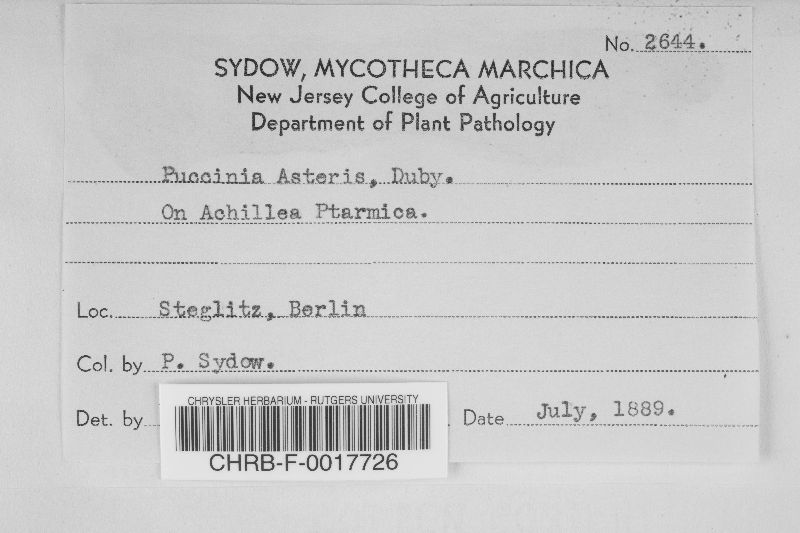 No. 2644.
SYDOW, MYCOTHECA MARCHICA
New Jersey College of Agriculture
Department of Plant Pathology
Puccinia Asteris, Duby.
On Achillea Ptarmica.
Loc. Steglitz, Berlin
Col. by P. Sydow.
Det. by Date July, 1889.
CHRYSLER HERBARIUM - RUTGERS UNIVERSITY
CHRB-F-0017726